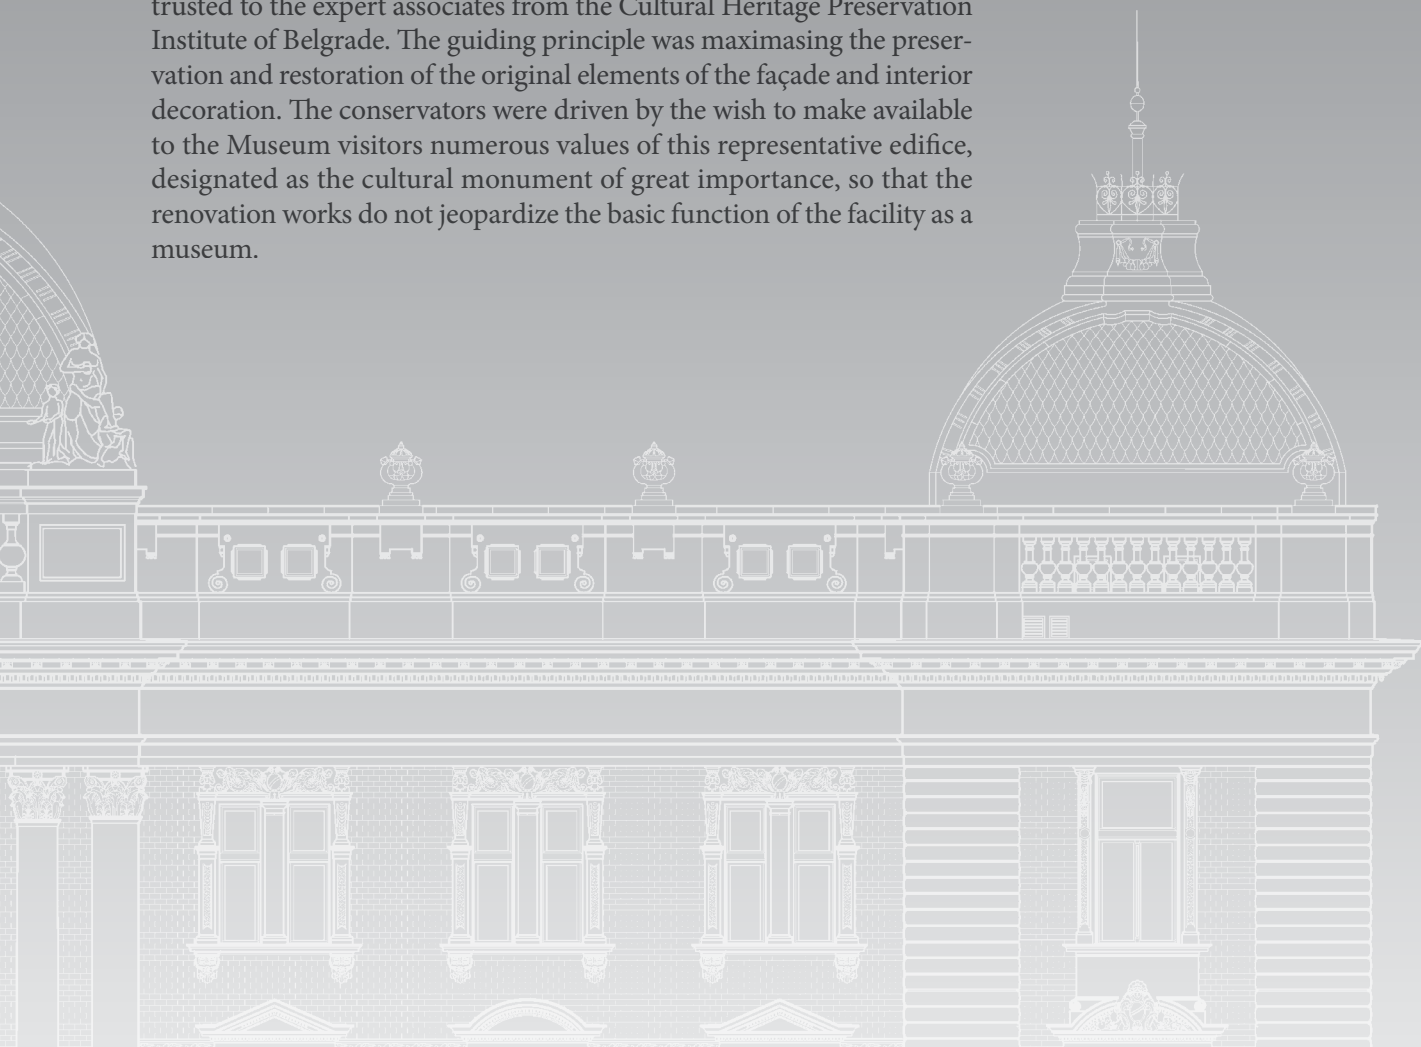 trusted to the expert associates from the Cultural Heritage Preservation
Institute of Belgrade. The guiding principle was maximasing the preser-
vation and restoration of the original elements of the façade and interior
decoration. The conservators were driven by the wish to make available
to the Museum visitors numerous values of this representative edifice,
designated as the cultural monument of great importance, so that the
renovation works do not jeopardize the basic function of the facility as a
museum.